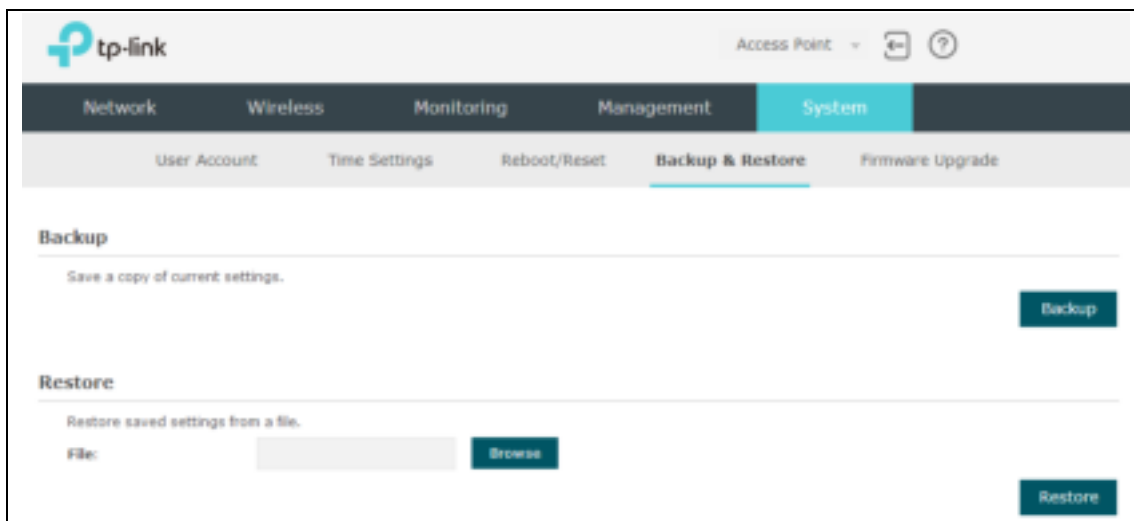 tp-link
Access Point
Network Wireless Monitoring Management System
User Account Time Settings Reboot/Reset Backup & Restore Firmware Upgrade
Backup
Save a copy of current settings.
Backup
Restore
Restore saved settings from a file.
File: Browse
Restore